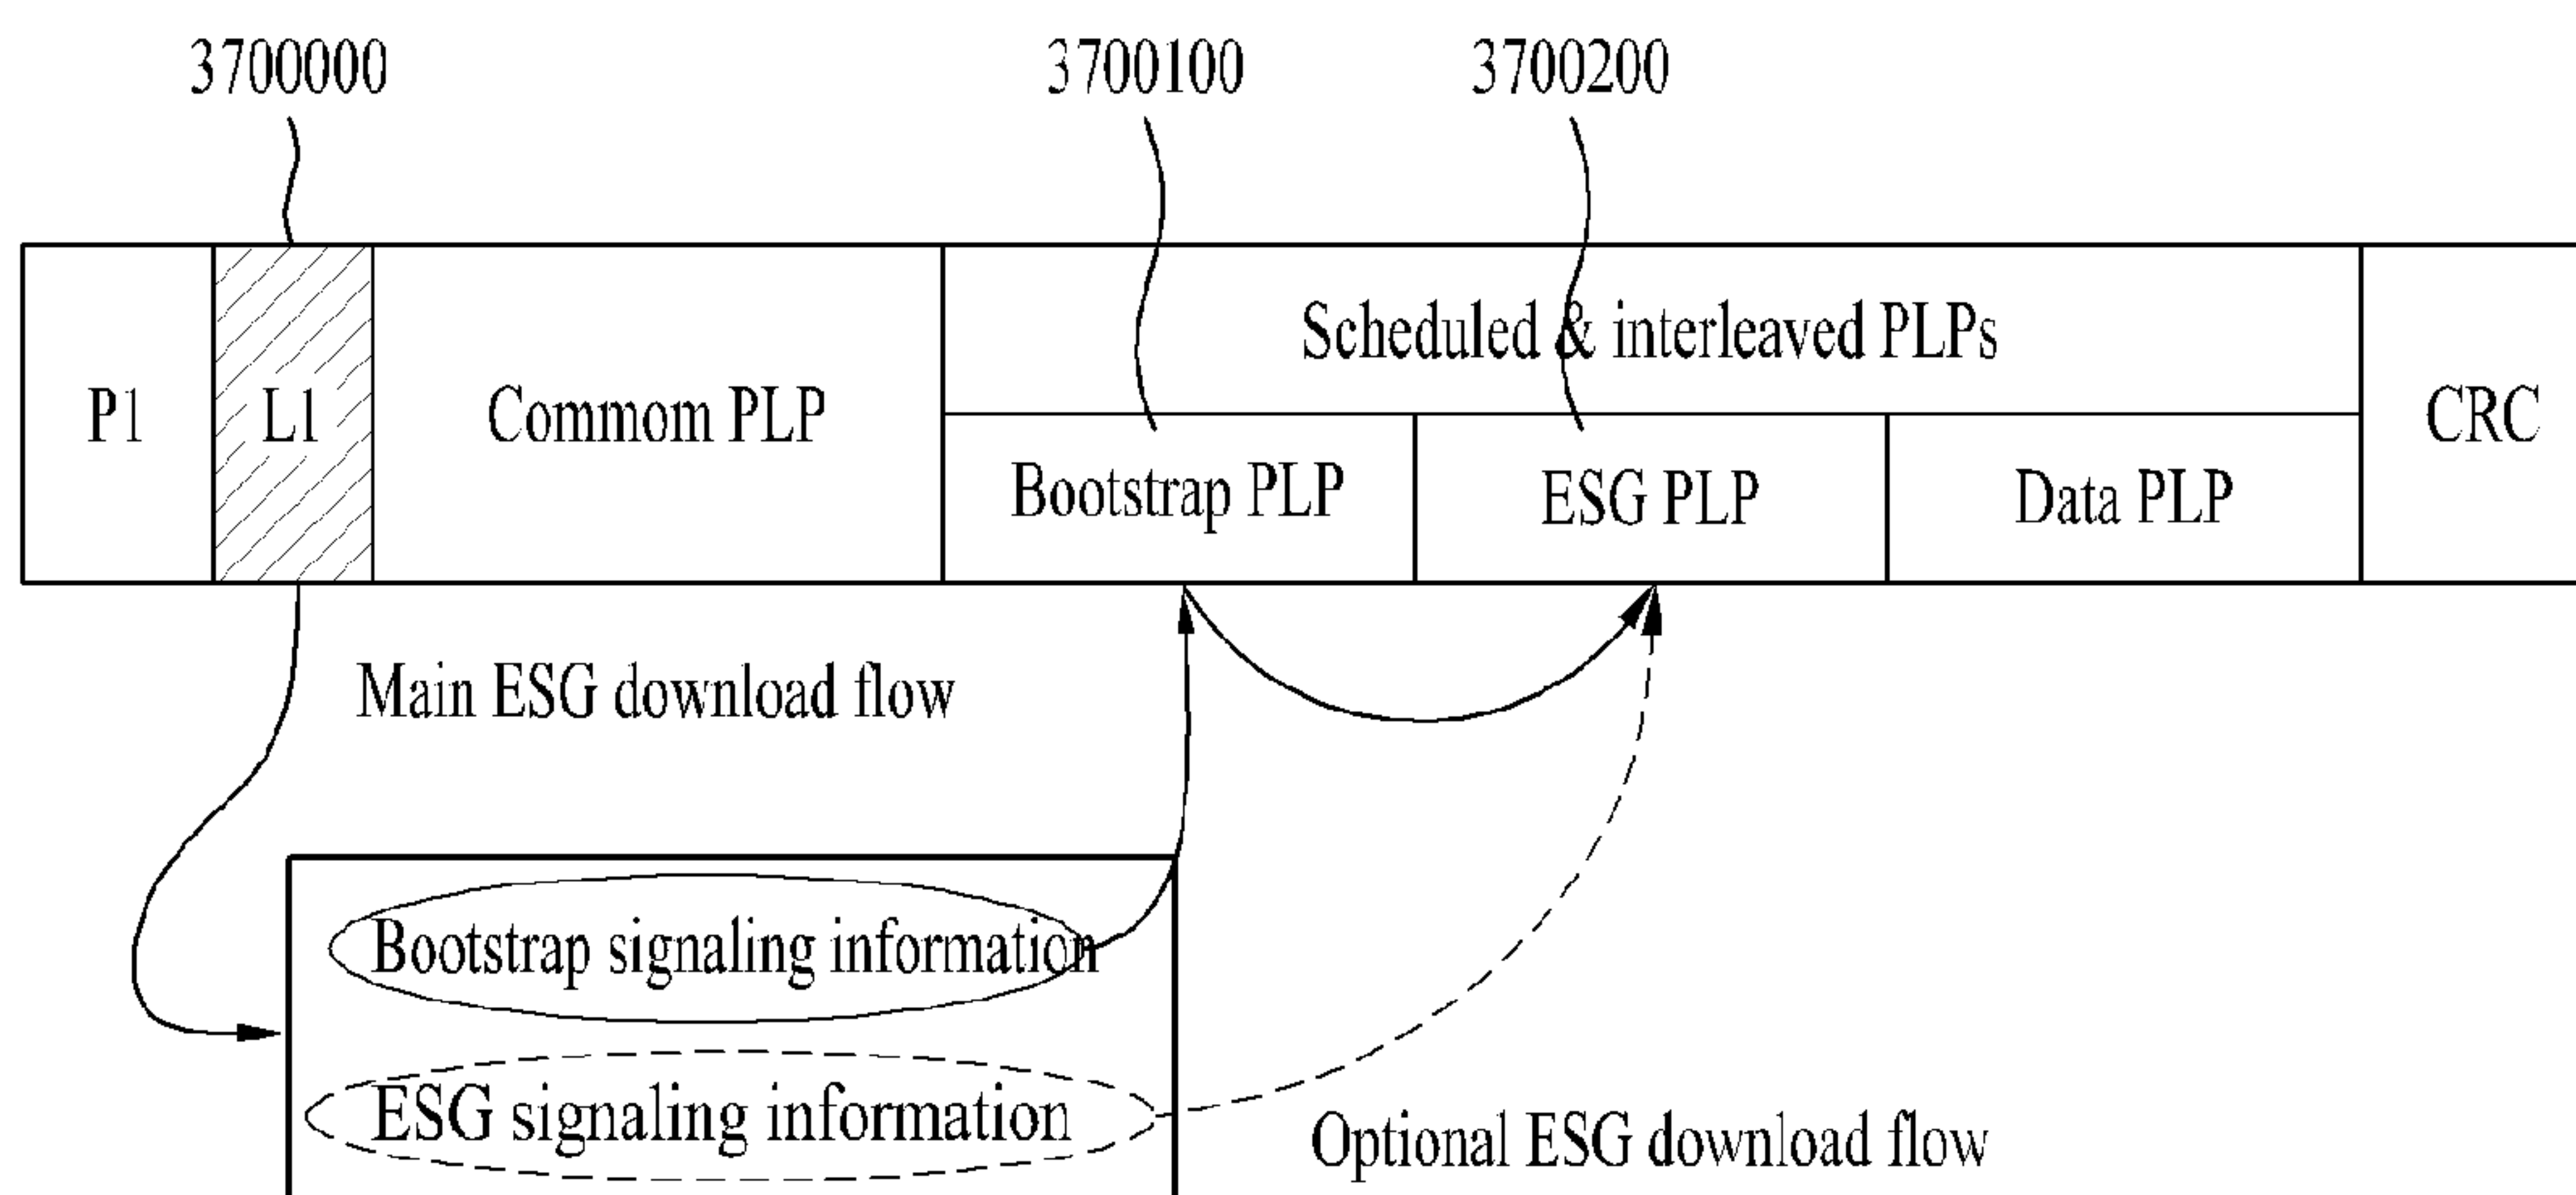 3700000
3700100
3700200
P1
L1
Commom PLP
Scheduled & interleaved PLPs
Bootstrap PLP
ESG PLP
Data PLP
CRC
Main ESG download flow
Bootstrap signaling information
ESG signaling information
Optional ESG download flow